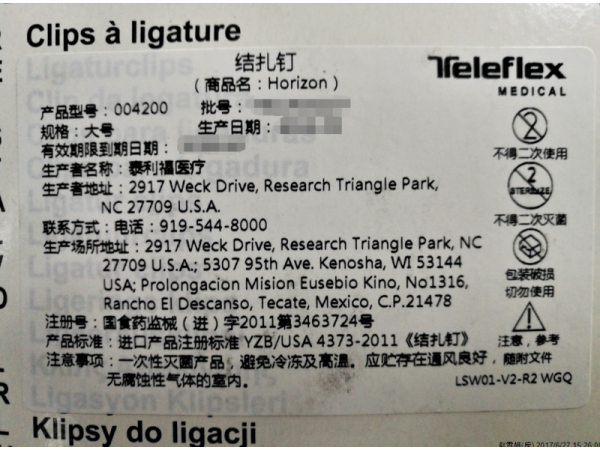 Clips à ligature
结扎钉
（商品名：Horizon）
Teleflex
MEDICAL
产品型号：004200
批号：
规格：大号
生产日期：
有效期限到期日期：
生产者名称：泰利福医疗
生产者地址：2917 Weck Drive, Research Triangle Park,
NC 27709 U.S.A.
联系方式：电话：919-544-8000
生产场所地址：2917 Weck Drive, Research Triangle Park, NC
27709 U.S.A.; 5307 95th Ave. Kenosha, WI 53144
USA; Prolongacion Mision Eusebio Kino, No1316,
Rancho El Descanso, Tecate, Mexico, C.P.21478
注册号：国食药监械（进）字2011第3463724号
产品标准：进口产品注册标准 YZB/USA 4373-2011《结扎钉》
注意事项：一次性灭菌产品，避免冷冻及高温。应贮存在通风良好，
无腐蚀性气体的室内。
2
不得二次使用
2
STERILIZE
不得二次灭菌
包装破损
切勿使用
注意，参考
随附文件
LSW01-V2-R2 WGQ
Ligasyon Klipsleri
Klipsy do ligacji